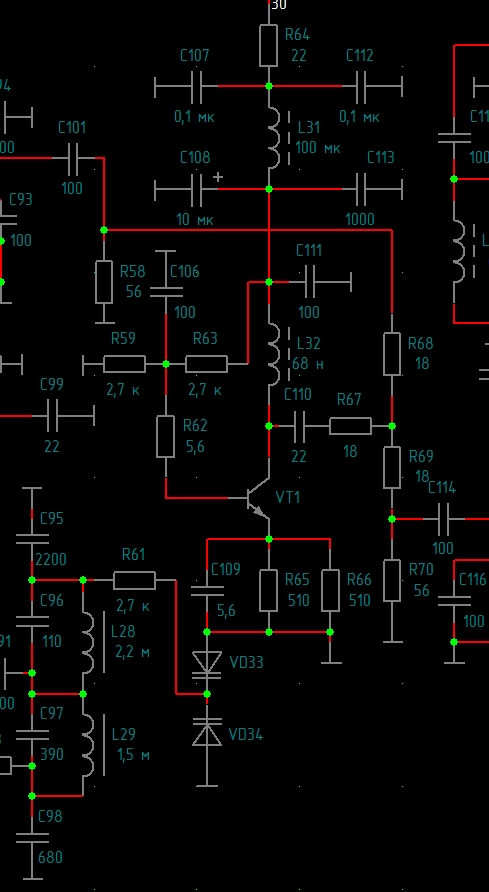 30
R64
22
C107
C112
0,1 мк
0,1 мк
L31
100 мк
C101
100
C108
+
C113
10 мк
1000
C93
100
R58
56
C106
100
C111
100
R59
R63
2,7 к
2,7 к
L32
68 н
R68
18
C99
22
C110
R67
22
18
R62
5,6
R69
18
VT1
C114
100
C95
2200
R61
2,7 к
C109
5,6
R65
510
R66
510
R70
56
C116
100
C96
110
L28
2,2 м
VD33
C97
390
L29
1,5 м
VD34
C98
680